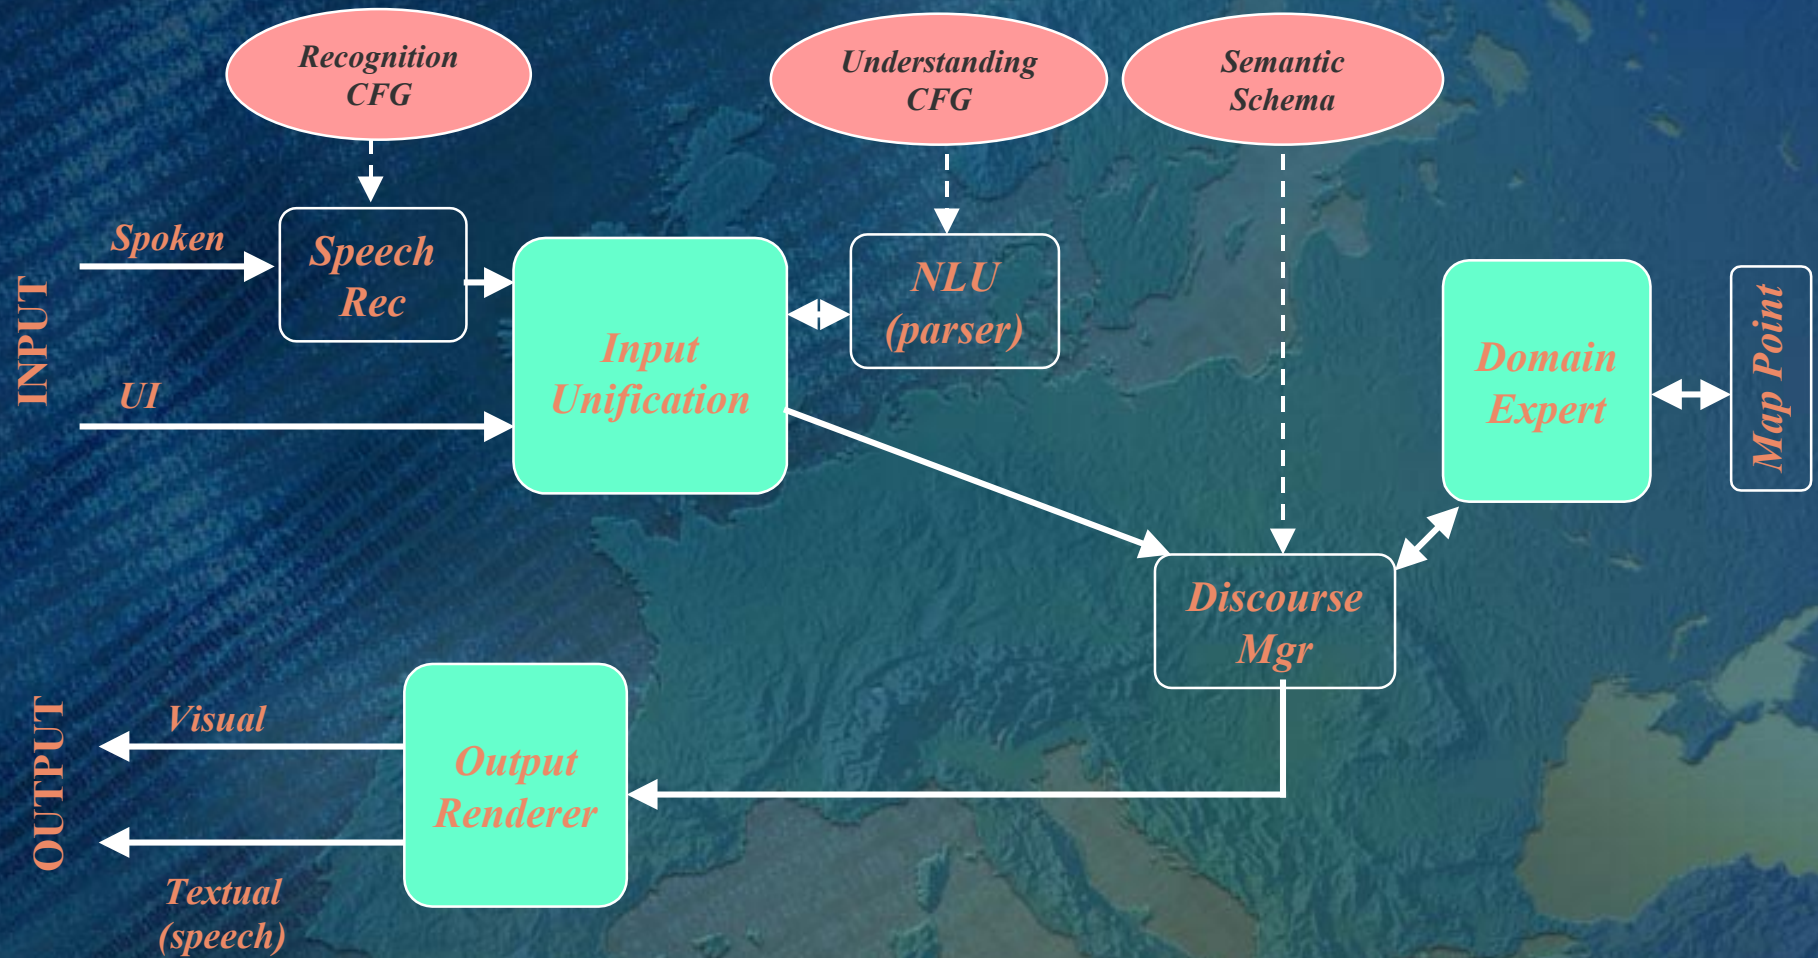 Recognition
CFG
Understanding
CFG
Semantic
Schema
INPUT
Spoken
Speech
Rec
UI
Input
Unification
NLU
(parser)
Domain
Expert
Map Point
Discourse
Mgr
OUTPUT
Visual
Output
Renderer
Textual
(speech)